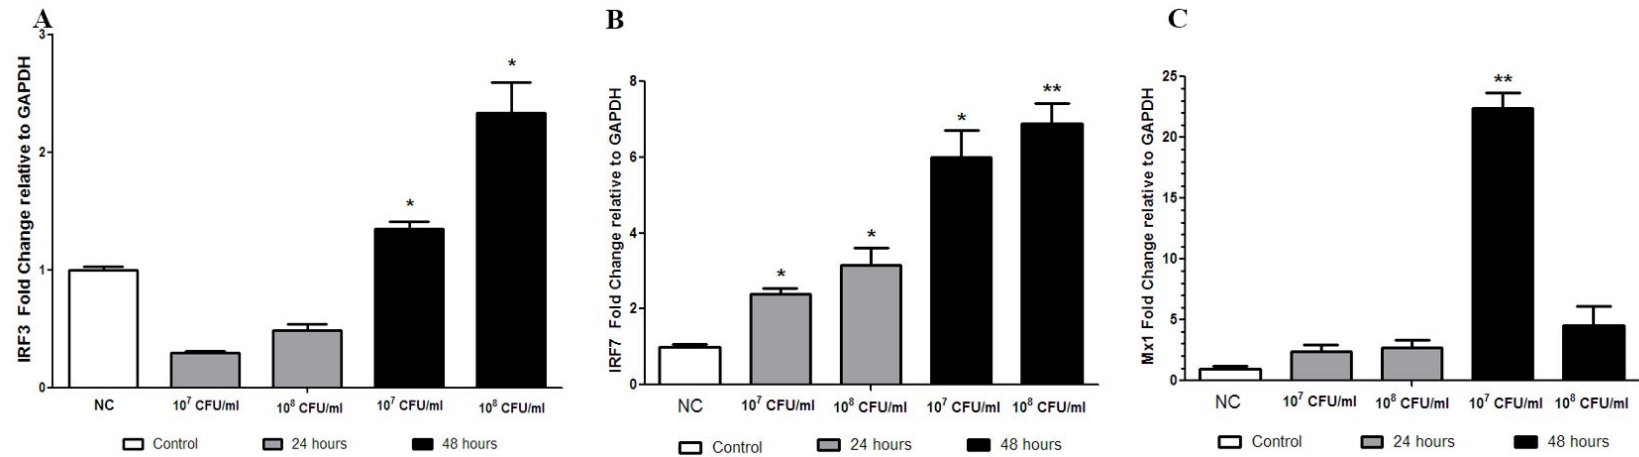 A
IRF3 Fold Change relative to GAPDH
3
2
1
0
*
*
NC
10⁷ CFU/ml
10⁸ CFU/ml
10⁷ CFU/ml
10⁸ CFU/ml
Control
24 hours
48 hours
B
IRF7 Fold Change relative to GAPDH
8
6
4
2
0
*
*
*
**
NC
10⁷ CFU/ml
10⁸ CFU/ml
10⁷ CFU/ml
10⁸ CFU/ml
Control
24 hours
48 hours
C
Mx1 Fold Change relative to GAPDH
25
20
15
10
5
0
**
NC
10⁷ CFU/ml
10⁸ CFU/ml
10⁷ CFU/ml
10⁸ CFU/ml
Control
24 hours
48 hours